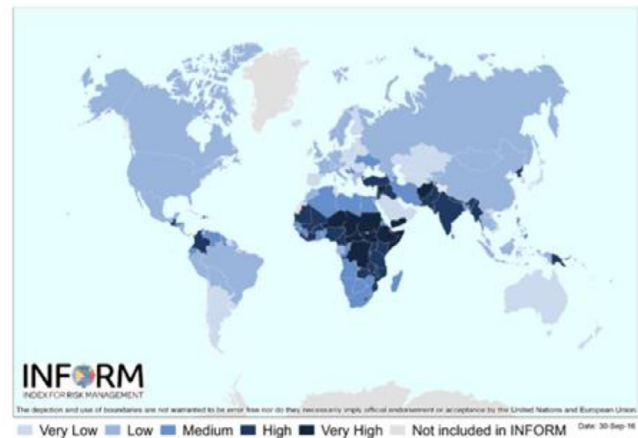 INFORM
INDEX FOR RISK MANAGEMENT
The depiction and use of boundaries are not warranted to be error free nor do they necessarily imply official endorsement or acceptance by the United Nations and European Union.
Very Low Low Medium High Very High Not included in INFORM Date: 30-Sep-16